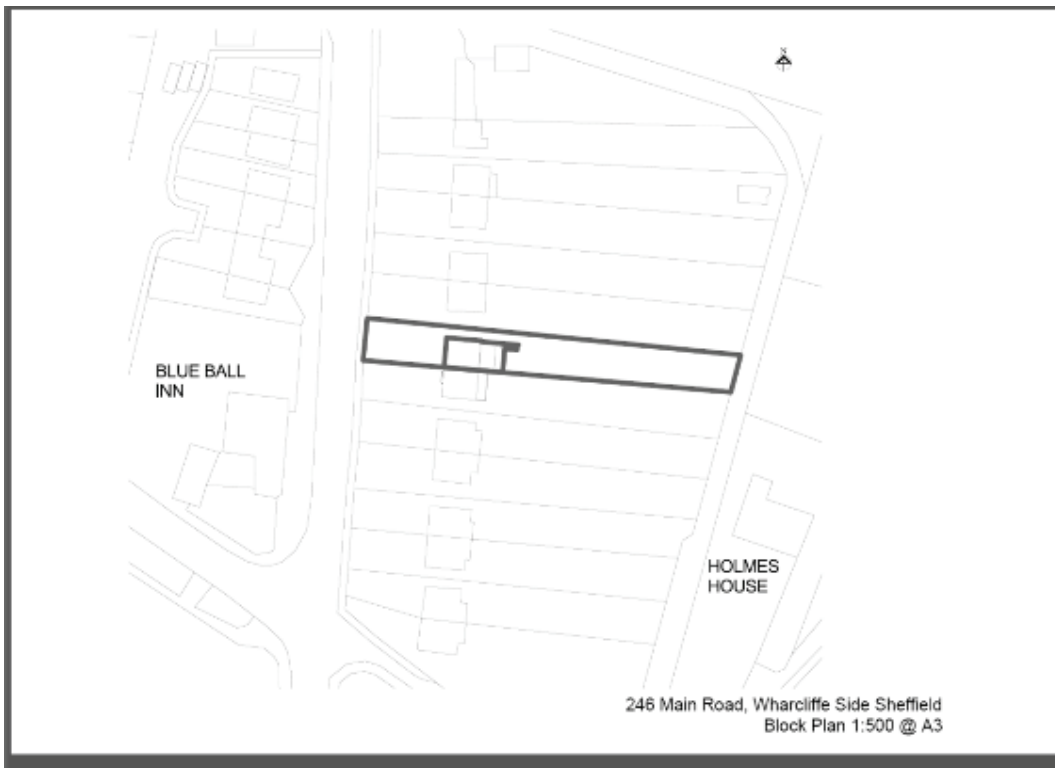 N
BLUE BALL
INN
HOLMES
HOUSE
246 Main Road, Wharcliffe Side Sheffield
Block Plan 1:500 @ A3